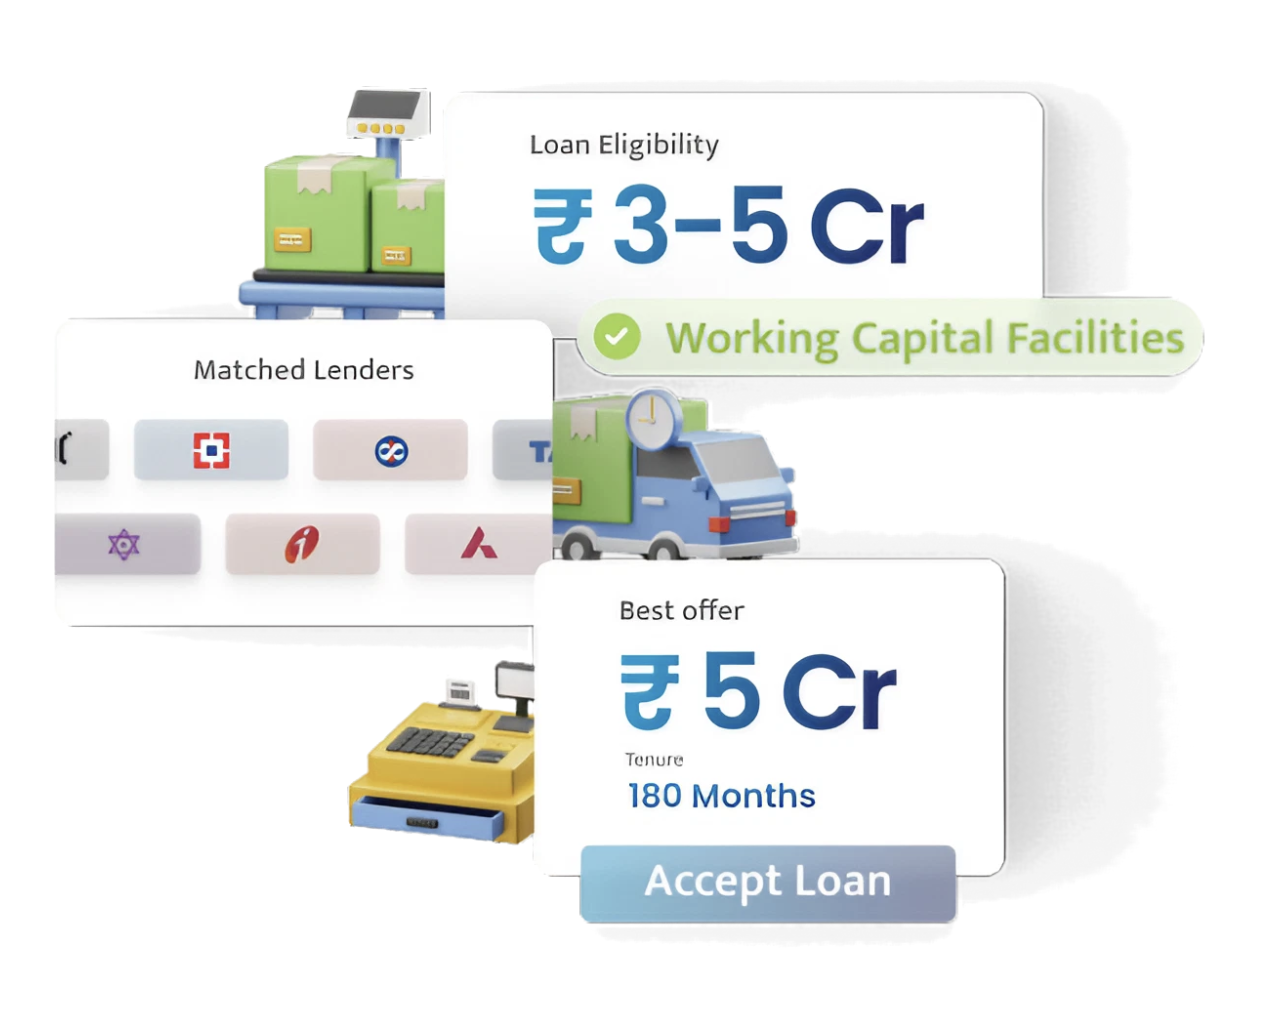 Loan Eligibility
₹ 3-5 Cr
Working Capital Facilities
Matched Lenders
TA
Best offer
₹ 5 Cr
Tenure
180 Months
Accept Loan